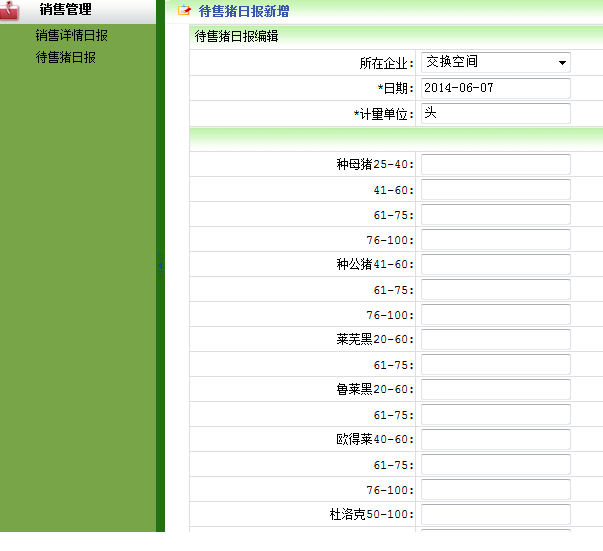 销售管理
销售详情日报
待售猪日报
待售猪日报新增
待售猪日报编辑
所在企业: 交换空间
*日期: 2014-06-07
*计量单位: 头
种母猪25-40:
41-60:
61-75:
76-100:
种公猪41-60:
61-75:
76-100:
莱芜黑20-60:
61-75:
鲁莱黑20-60:
61-75:
欧得莱40-60:
61-75:
76-100:
杜洛克50-100: